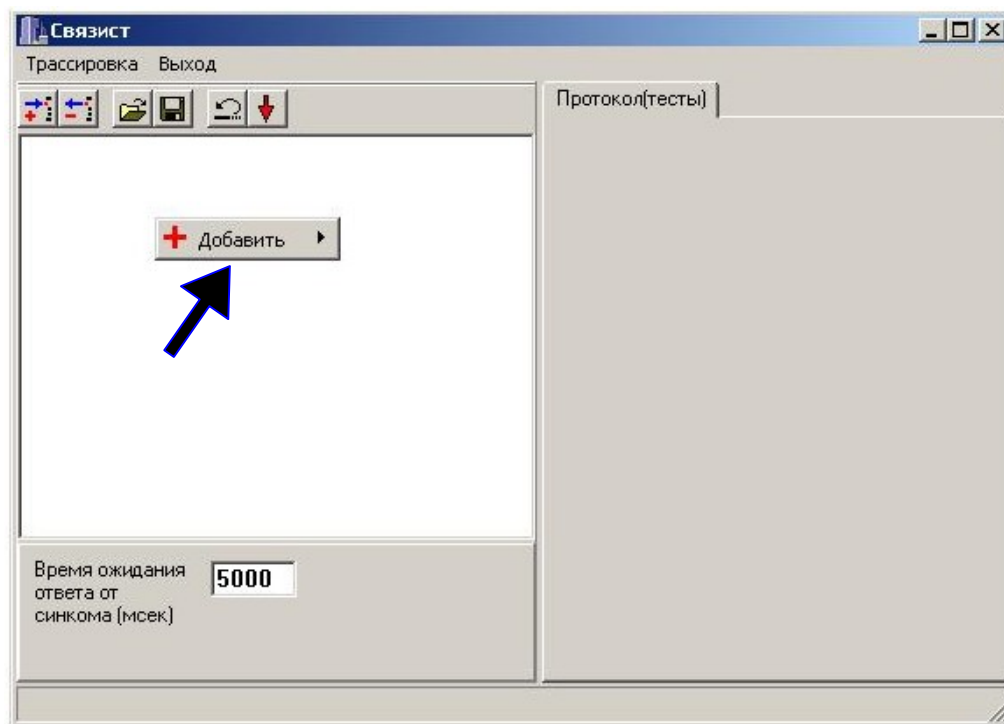 Связист
Трассировка Выход
Протокол(тесты)
Добавить
Время ожидания
ответа от
синкома (мсек)
5000